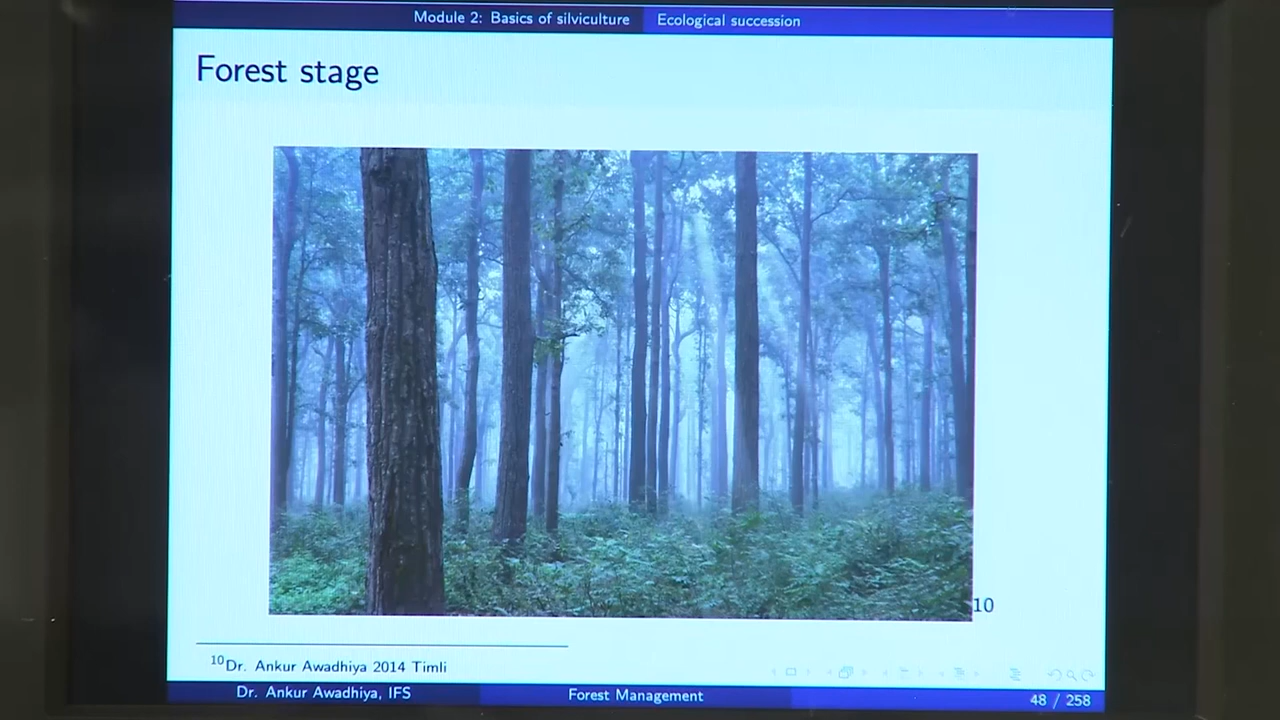 Module 2: Basics of silviculture Ecological succession
Forest stage
10
10Dr. Ankur Awadhiya 2014 Timli
Dr. Ankur Awadhiya, IFS Forest Management 48 / 258